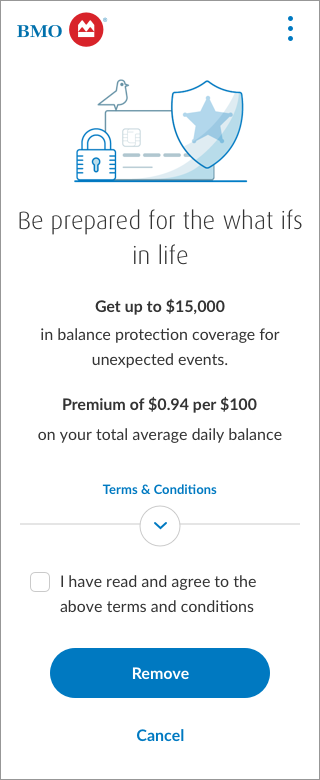 BMO
Be prepared for the what ifs
in life
Get up to $15,000
in balance protection coverage for
unexpected events.
Premium of $0.94 per $100
on your total average daily balance
Terms & Conditions
I have read and agree to the
above terms and conditions
Remove
Cancel